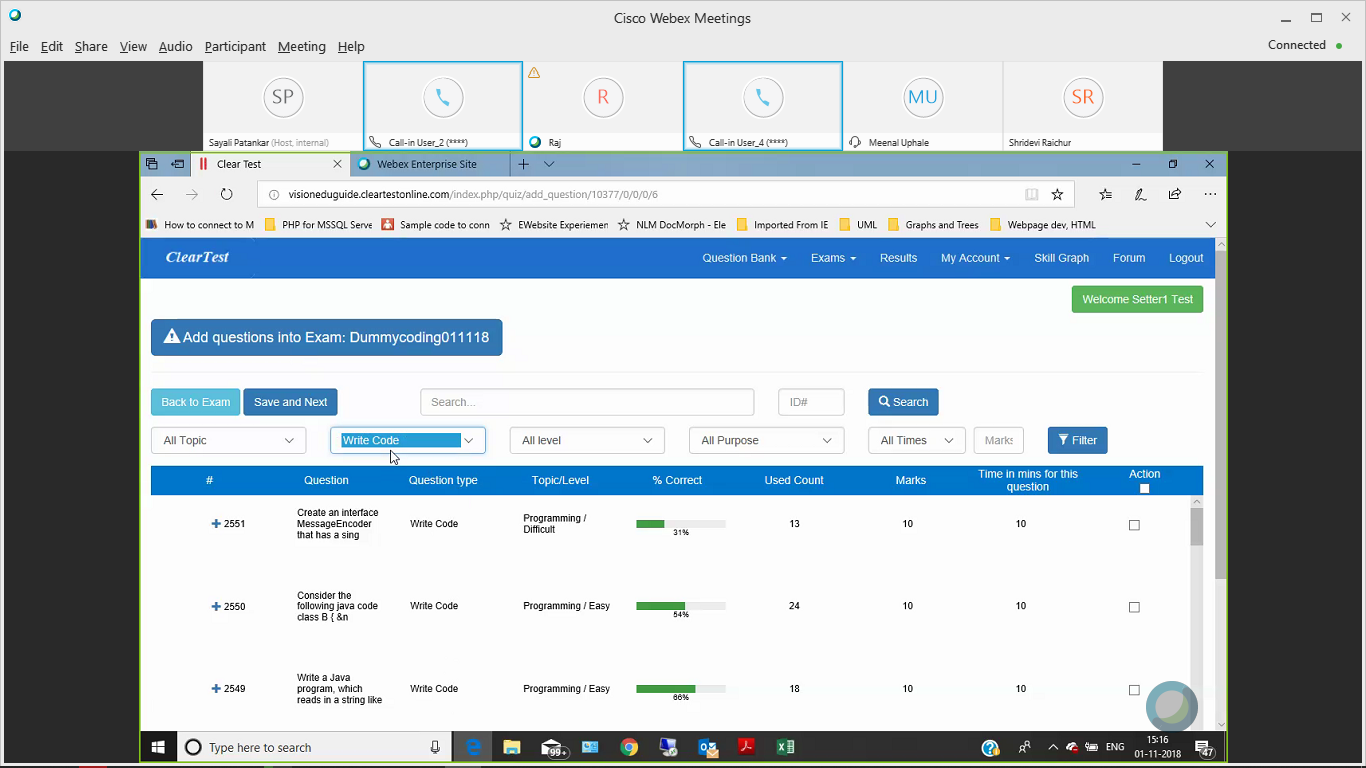 Cisco Webex Meetings
File Edit Share View Audio Participant Meeting Help
Connected
SP
R
MU
SR
Sayali Patankar (Host, internal)
Call-in User_2 (****)
Raj
Call-in User_4 (****)
Meenal Uphale
Shridevi Raichur
Clear Test
Webex Enterprise Site
visioneduguide.cleartestonline.com/index.php/quiz/add_question/10377/0/0/0/6
How to connect to M
PHP for MSSQL Serve
Sample code to conn
EWebsite Experiemen
NLM DocMorph - Ele
Imported From IE
UML
Graphs and Trees
Webpage dev, HTML
ClearTest
Question Bank
Exams
Results
My Account
Skill Graph
Forum
Logout
Welcome Setter1 Test
Add questions into Exam: Dummycoding011118
Back to Exam
Save and Next
Search...
ID#
Search
All Topic
Write Code
All level
All Purpose
All Times
Marks
Filter
# Question Question type Topic/Level % Correct Used Count Marks
Time in mins for this
question
Action
2551
Create an interface
MessageEncoder
that has a sing
Write Code
Programming /
Difficult
31%
13
10
10
2550
Consider the
following java code
class B { &n
Write Code
Programming / Easy
54%
24
10
10
2549
Write a Java
program, which
reads in a string like
Write Code
Programming / Easy
66%
18
10
10
Type here to search
99+
ENG
15:16
01-11-2018
47